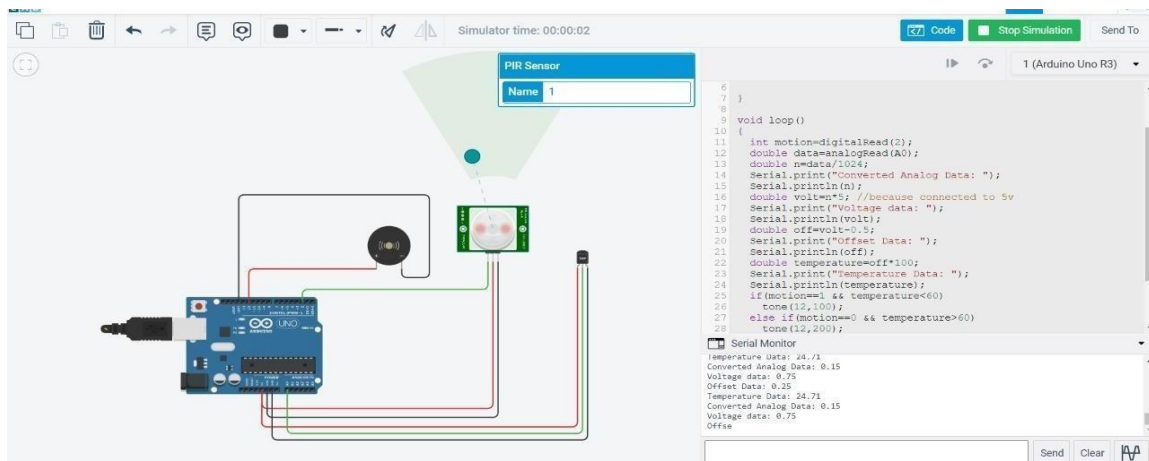 Simulator time: 00:00:02
Code
Stop Simulation
Send To
PIR Sensor
Name 1
1 (Arduino Uno R3)
6
7 }
8
9 void loop()
10 {
11 int motion=digitalRead(2);
12 double data=analogRead(A0);
13 double n=data/1024;
14 Serial.print("Converted Analog Data: ");
15 Serial.println(n);
16 double volt=n*5; //because connected to 5v
17 Serial.print("Voltage data: ");
18 Serial.println(volt);
19 double off=volt-0.5;
20 Serial.print("Offset Data: ");
21 Serial.println(off);
22 double temperature=off*100;
23 Serial.print("Temperature Data: ");
24 Serial.println(temperature);
25 if(motion==1 && temperature<60)
26 tone(12,100);
27 else if(motion==0 && temperature>60)
28 tone(12,200);
UNO
Serial Monitor
Temperature Data: 24.71
Converted Analog Data: 0.15
Voltage data: 0.75
Offset Data: 0.25
Temperature Data: 24.71
Converted Analog Data: 0.15
Voltage data: 0.75
Offse
Send
Clear